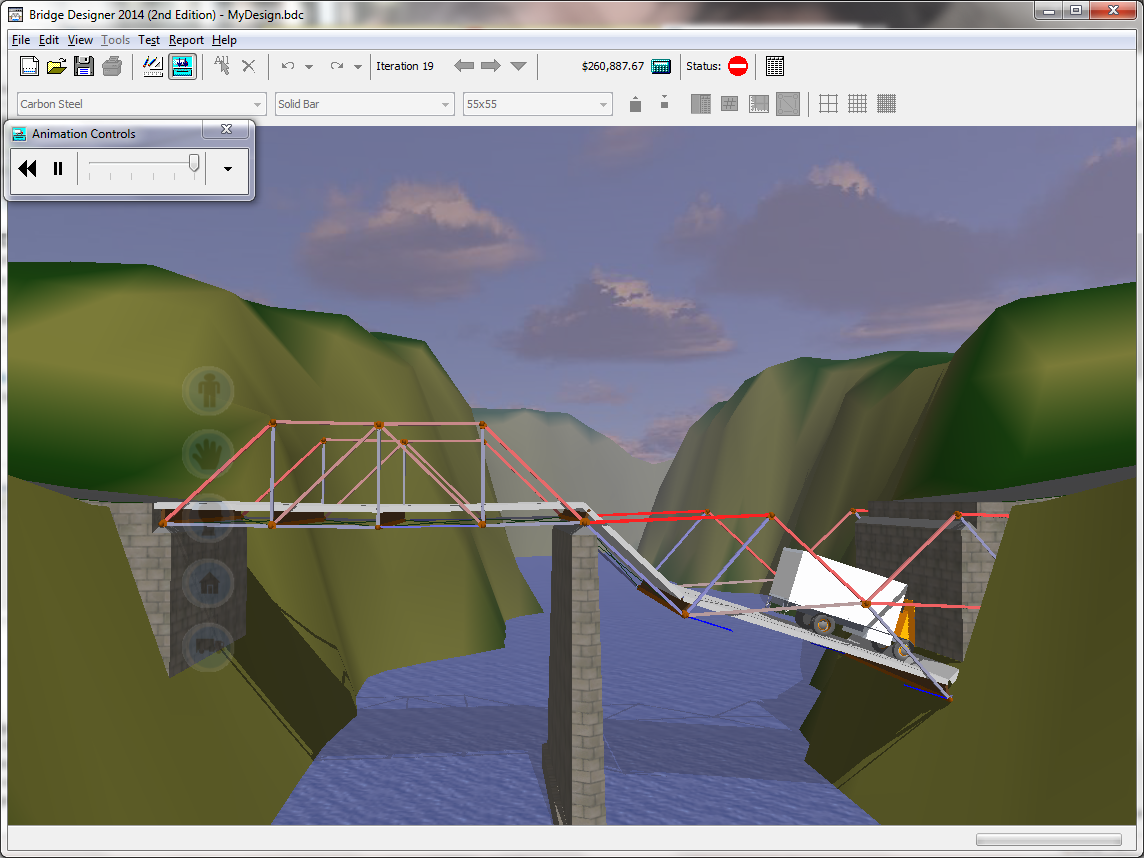 Bridge Designer 2014 (2nd Edition) - MyDesign.bdc
File Edit View Tools Test Report Help
All Iteration 19 $260,887.67 Status:
Carbon Steel Solid Bar 55x55
Animation Controls